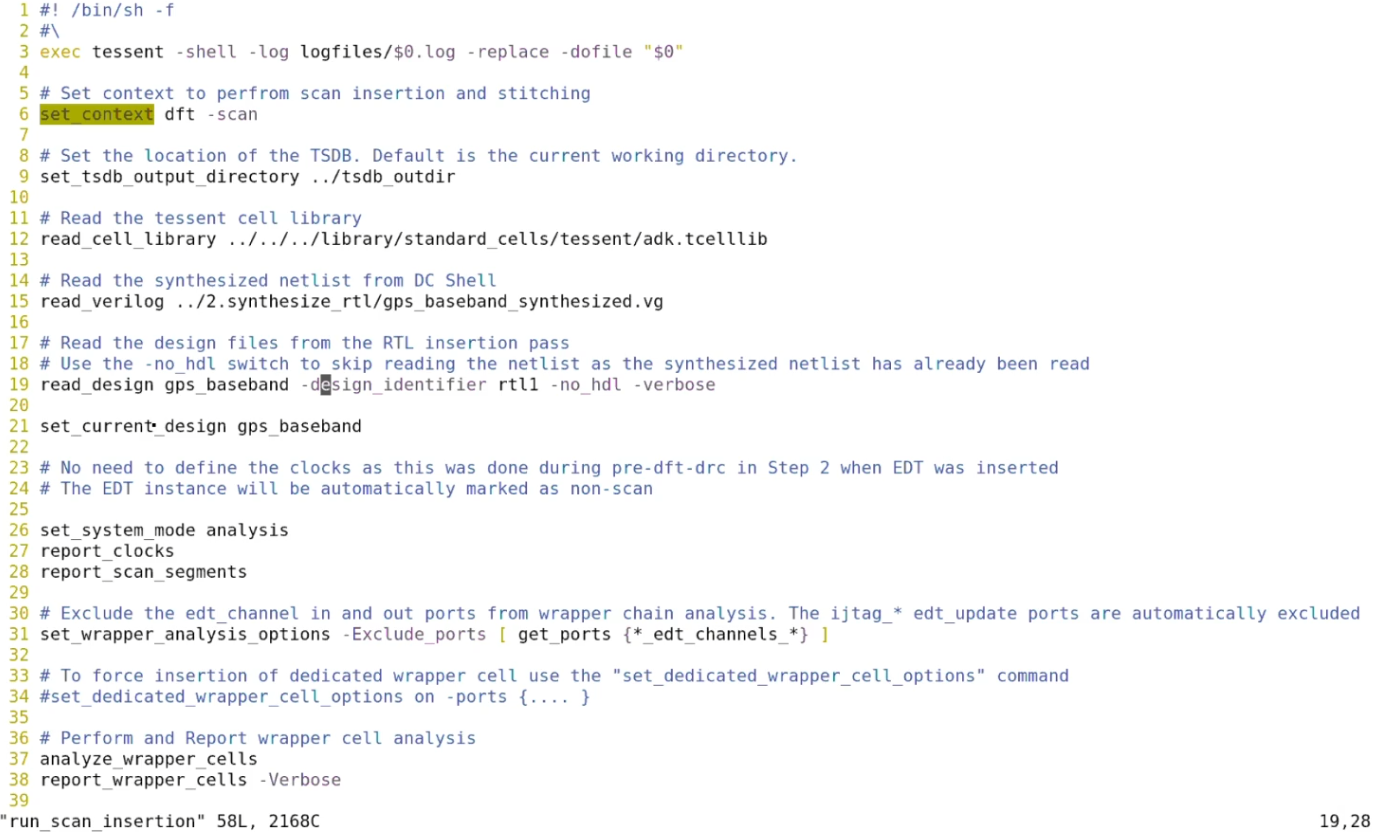 1 #! /bin/sh -f
2 #\
3 exec tessent -shell -log logfiles/$0.log -replace -dofile "$0"
4
5 # Set context to perfrom scan insertion and stitching
6 set_context dft -scan
7
8 # Set the location of the TSDB. Default is the current working directory.
9 set_tsdb_output_directory ../tsdb_outdir
10
11 # Read the tessent cell library
12 read_cell_library ../../../library/standard_cells/tessent/adk.tcelllib
13
14 # Read the synthesized netlist from DC Shell
15 read_verilog ../2.synthesize_rtl/gps_baseband_synthesized.vg
16
17 # Read the design files from the RTL insertion pass
18 # Use the -no_hdl switch to skip reading the netlist as the synthesized netlist has already been read
19 read_design gps_baseband -design_identifier rtl1 -no_hdl -verbose
20
21 set_current_design gps_baseband
22
23 # No need to define the clocks as this was done during pre-dft-drc in Step 2 when EDT was inserted
24 # The EDT instance will be automatically marked as non-scan
25
26 set_system_mode analysis
27 report_clocks
28 report_scan_segments
29
30 # Exclude the edt_channel in and out ports from wrapper chain analysis. The ijtag_* edt_update ports are automatically excluded
31 set_wrapper_analysis_options -Exclude_ports [ get_ports {*_edt_channels_*} ]
32
33 # To force insertion of dedicated wrapper cell use the "set_dedicated_wrapper_cell_options" command
34 #set_dedicated_wrapper_cell_options on -ports {.... }
35
36 # Perform and Report wrapper cell analysis
37 analyze_wrapper_cells
38 report_wrapper_cells -Verbose
39
"run_scan_insertion" 58L, 2168C 19,28